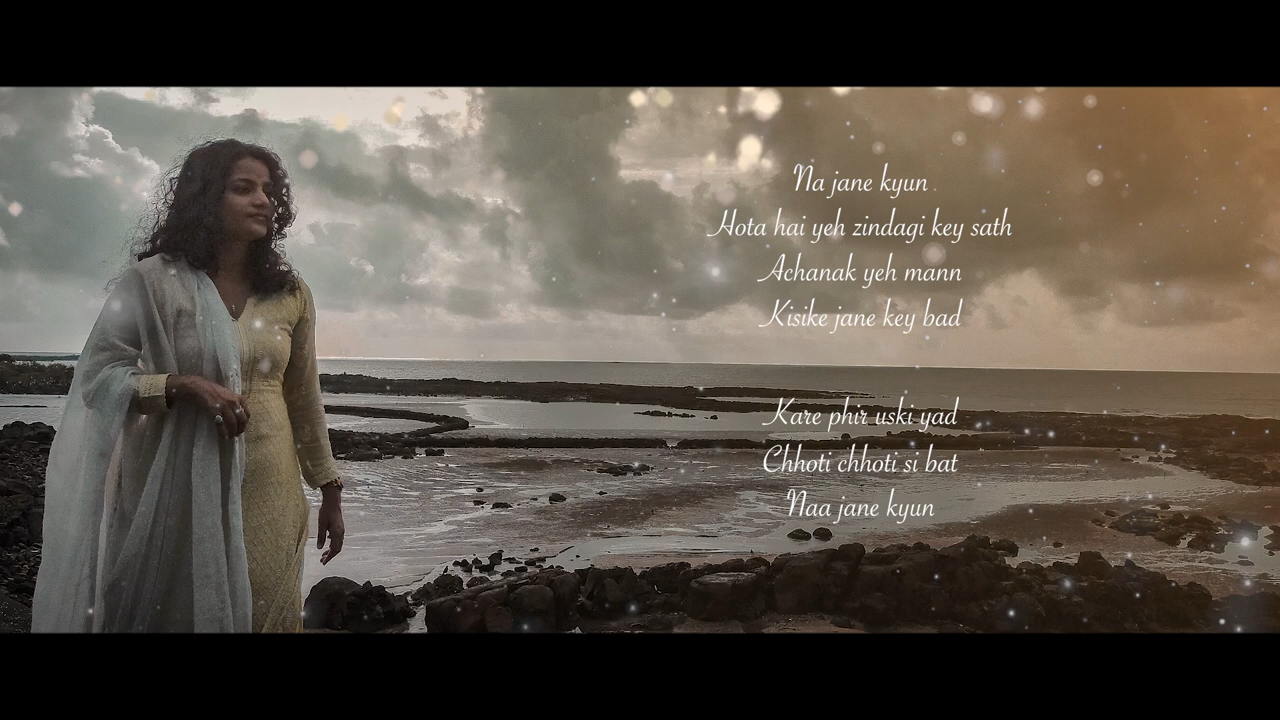 Na jane kyun
Hota hai yeh zindagi key sath
Achanak yeh mann
Kisike jane key bad
Kare phir uski yad
Chhoti chhoti si bat
Naa jane kyun